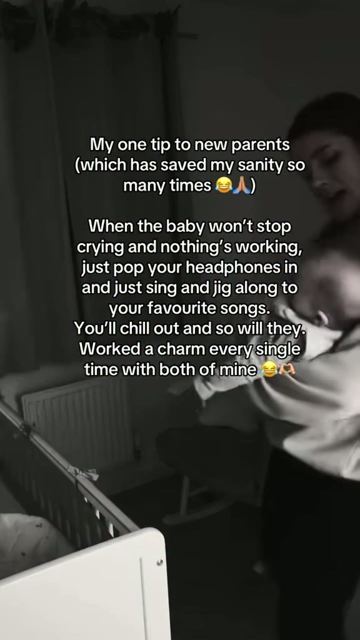 My one tip to new parents
(which has saved my sanity so
many times 😂🙏🏼)
When the baby won't stop
crying and nothing's working,
just pop your headphones in
and just sing and jig along to
your favourite songs.
You'll chill out and so will they.
Worked a charm every single
time with both of mine 😂🫶🏼